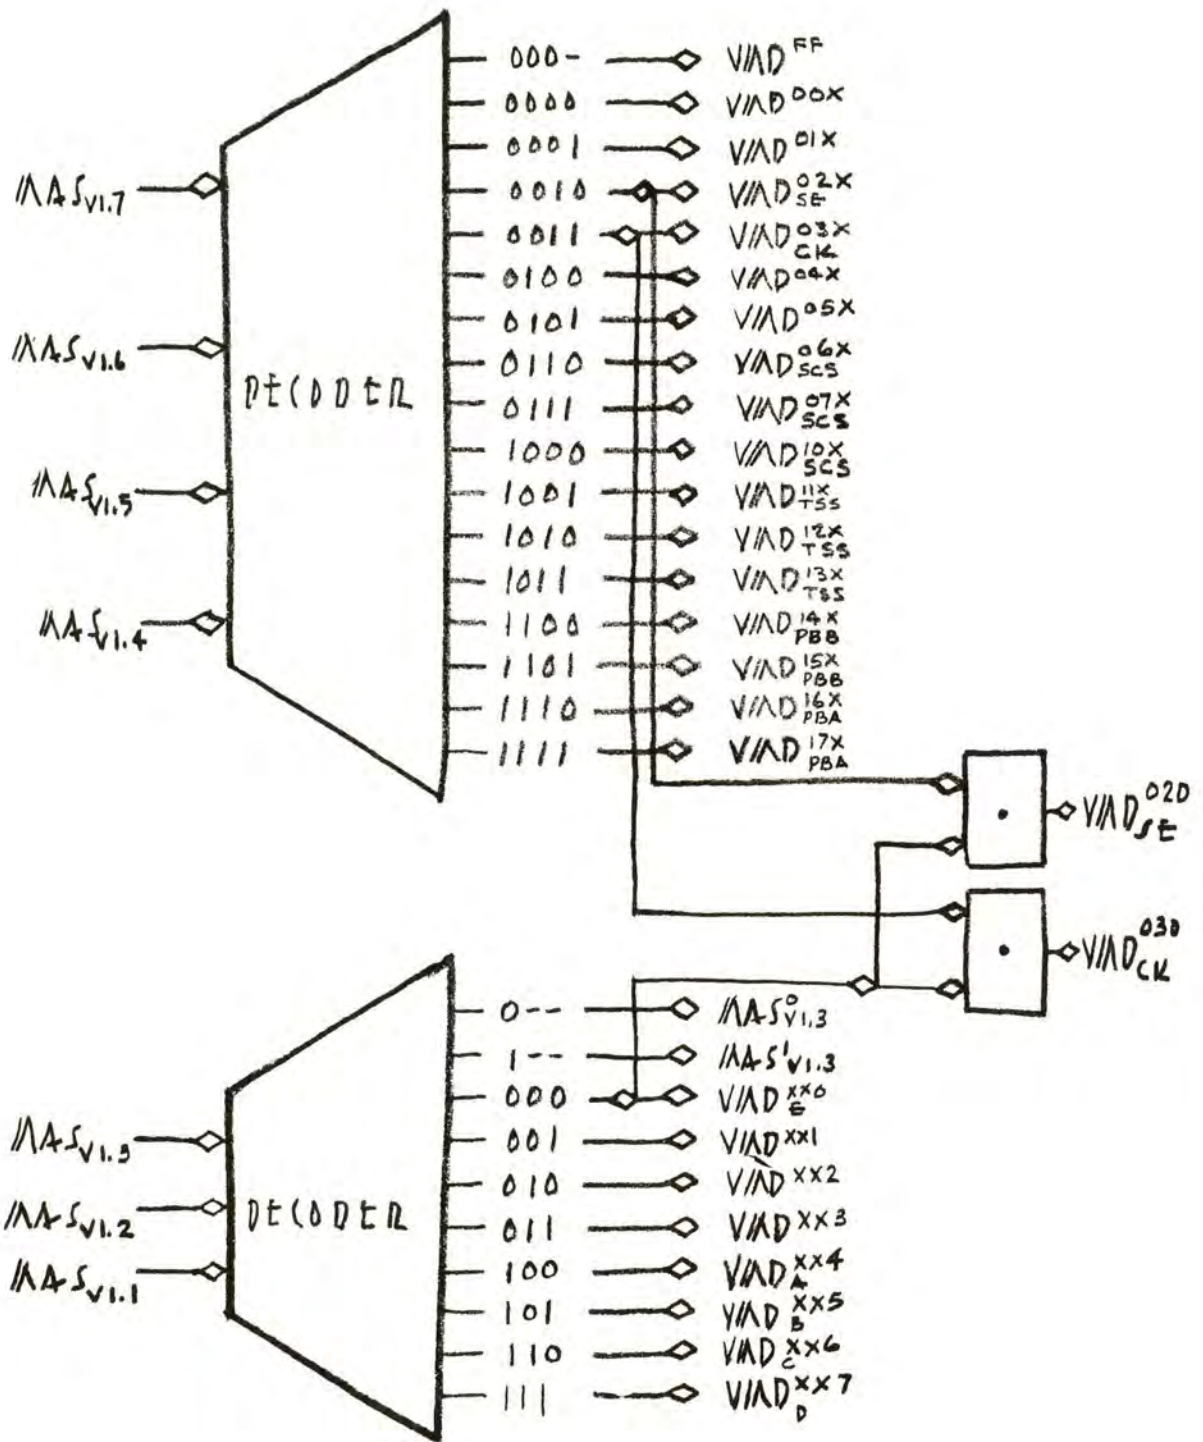 000- VMD FF
0000 VMD 00X
0001 VMD 01X
MAS V1.7
0010 VMD 02X SE
0011 VMD 03X CK
0100 VMD 04X
0101 VMD 05X
MAS V1.6
0110 VMD 06X SCS
DECODER
0111 VMD 07X SCS
1000 VMD 10X SCS
MAS V1.5
1001 VMD 11X TSS
1010 VMD 12X TSS
1011 VMD 13X TSS
MAS V1.4
1100 VMD 14X PBB
1101 VMD 15X PBB
1110 VMD 16X PBA
1111 VMD 17X PBA
VMD 020 SE
VMD 030 CK
0-- MAS 0 V1.3
1-- MAS 1 V1.3
000 VMD XX0 E
MAS V1.3
001 VMD XX1
010 VMD XX2
MAS V1.2
DECODER
011 VMD XX3
MAS V1.1
100 VMD XX4 A
101 VMD XX5 B
110 VMD XX6 C
111 VMD XX7 D